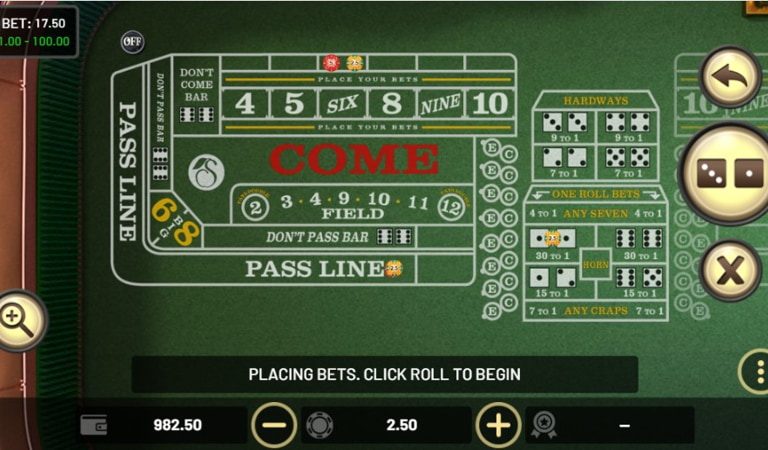 BET: 17.50
1.00 - 100.00
OFF
DON'T
COME
BAR
PLACE YOUR BETS
4 5 SIX 8 NINE 10
PLACE YOUR BETS
DON'T PASS BAR
PASS LINE
COME
2 3 · 4 · 9 · 10 · 11 12
FIELD
6 BIG 8
DON'T PASS BAR
PASS LINE
E C
E C
E C
E C
E C
E C
E C
E C
HARDWAYS
9 TO 1 9 TO 1
7 TO 1 7 TO 1
ONE ROLL BETS
4 TO 1 ANY SEVEN 4 TO 1
30 TO 1 30 TO 1
HORN
15 TO 1 15 TO 1
7 TO 1 ANY CRAPS 7 TO 1
10
PLACING BETS. CLICK ROLL TO BEGIN
982.50
2.50
–